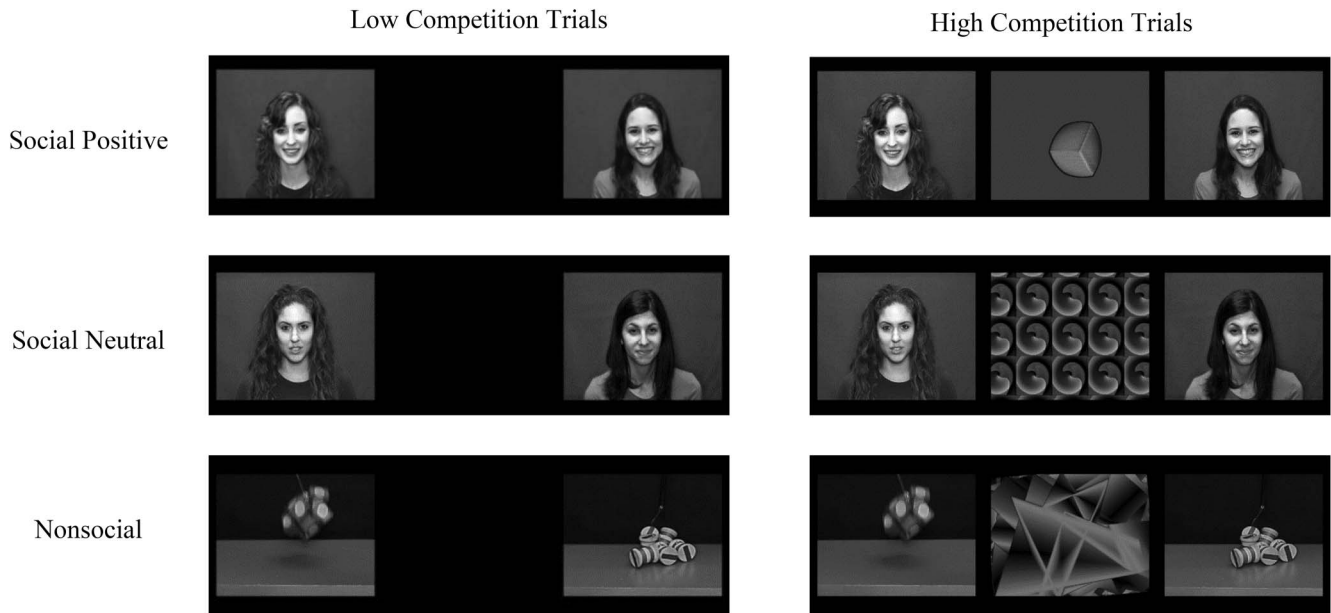 Low Competition Trials
High Competition Trials
Social Positive
Social Neutral
Nonsocial